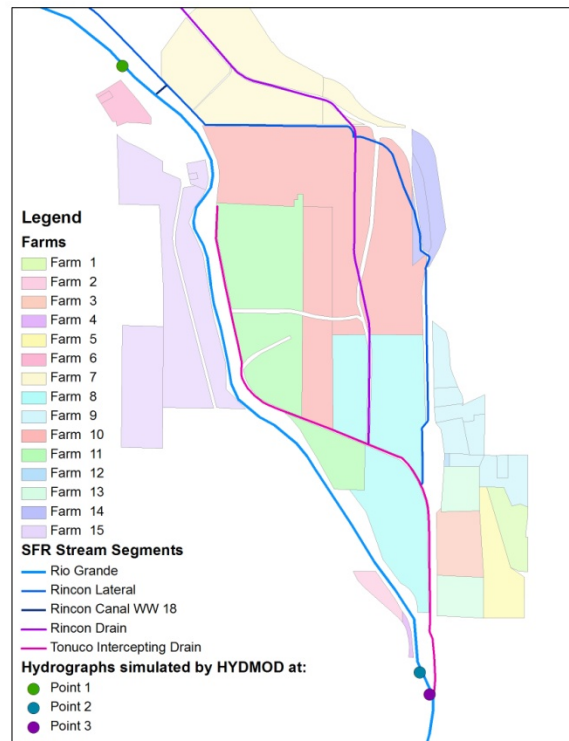 Legend
Farms
Farm 1
Farm 2
Farm 3
Farm 4
Farm 5
Farm 6
Farm 7
Farm 8
Farm 9
Farm 10
Farm 11
Farm 12
Farm 13
Farm 14
Farm 15
SFR Stream Segments
Rio Grande
Rincon Lateral
Rincon Canal WW 18
Rincon Drain
Tonuco Intercepting Drain
Hydrographs simulated by HYDMOD at:
Point 1
Point 2
Point 3